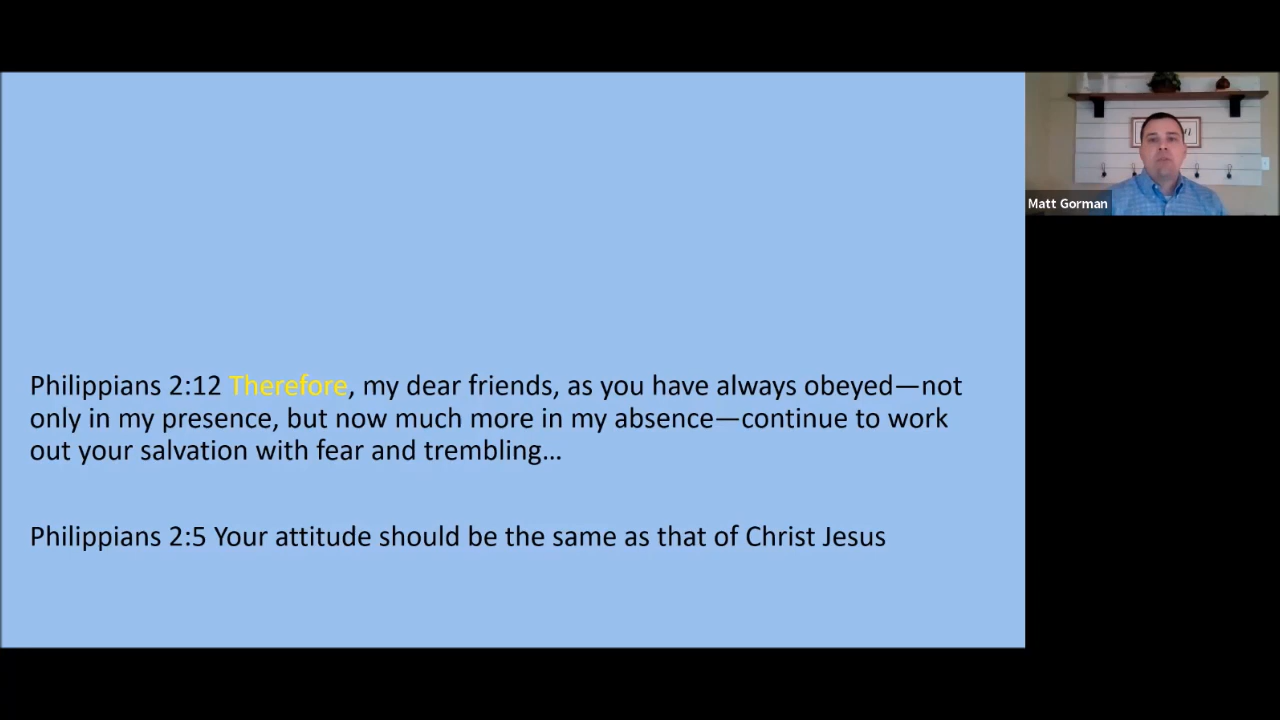 Philippians 2:12 Therefore, my dear friends, as you have always obeyed—not
only in my presence, but now much more in my absence—continue to work
out your salvation with fear and trembling…
Philippians 2:5 Your attitude should be the same as that of Christ Jesus
Matt Gorman